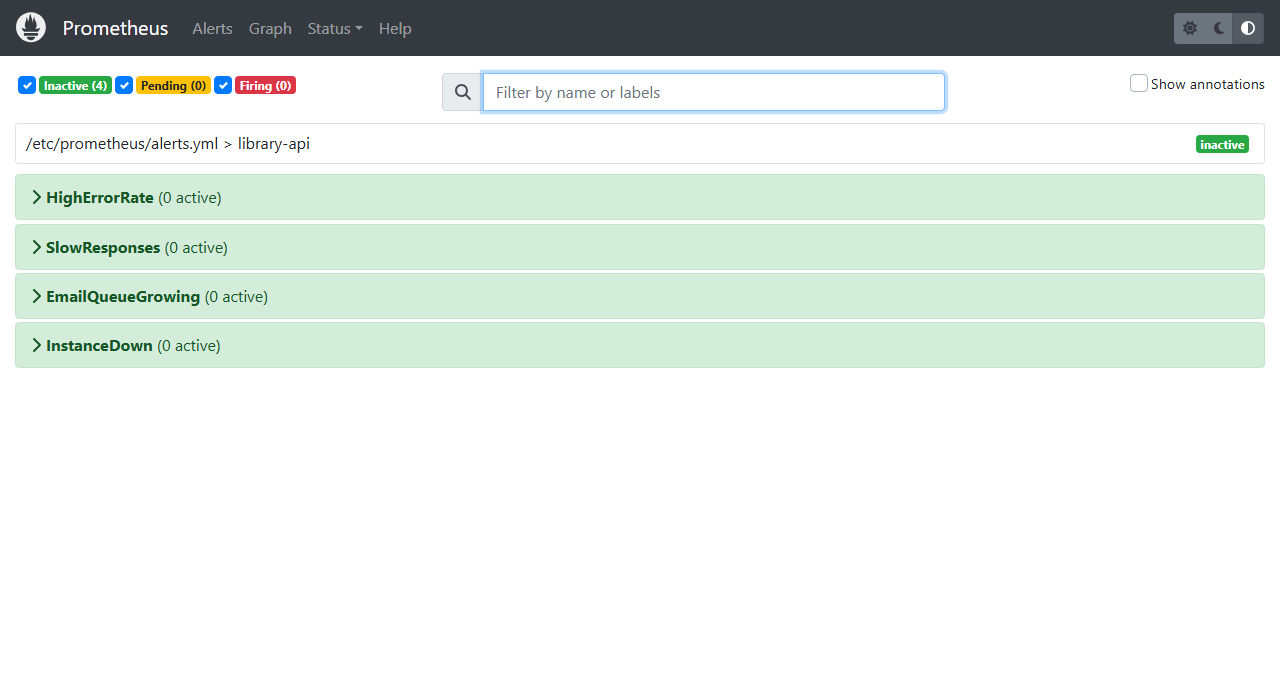 Prometheus Alerts Graph Status Help
Inactive (4) Pending (0) Firing (0) Filter by name or labels Show annotations
/etc/prometheus/alerts.yml > library-api inactive
HighErrorRate (0 active)
SlowResponses (0 active)
EmailQueueGrowing (0 active)
InstanceDown (0 active)